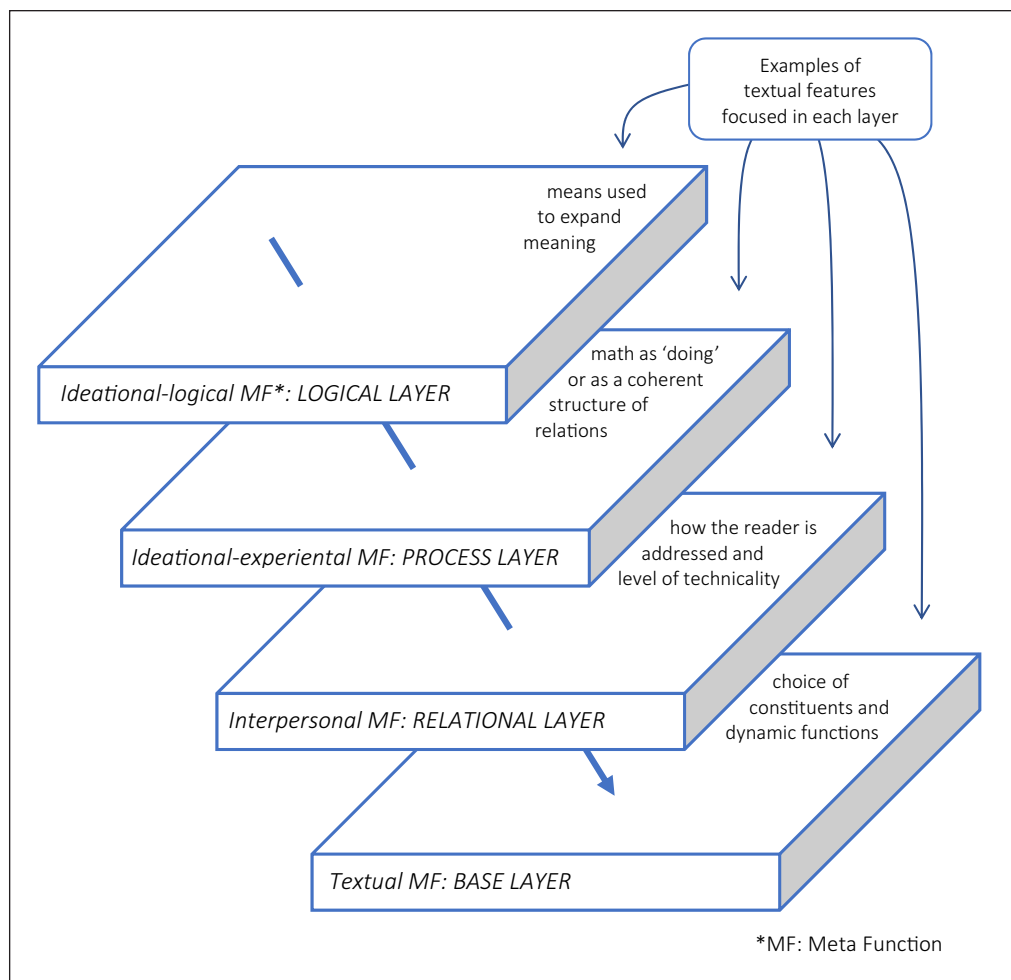 Examples of
textual features
focused in each layer
means used
to expand
meaning
Ideational-logical MF*: LOGICAL LAYER
math as ‘doing’
or as a coherent
structure of
relations
Ideational-experiental MF: PROCESS LAYER
how the reader is
addressed and
level of technicality
Interpersonal MF: RELATIONAL LAYER
choice of
constituents and
dynamic functions
Textual MF: BASE LAYER
*MF: Meta Function